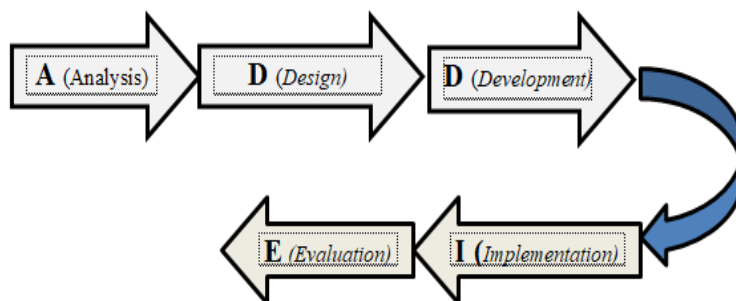 A (Analysis)
D (Design)
D (Development)
I (Implementation)
E (Evaluation)